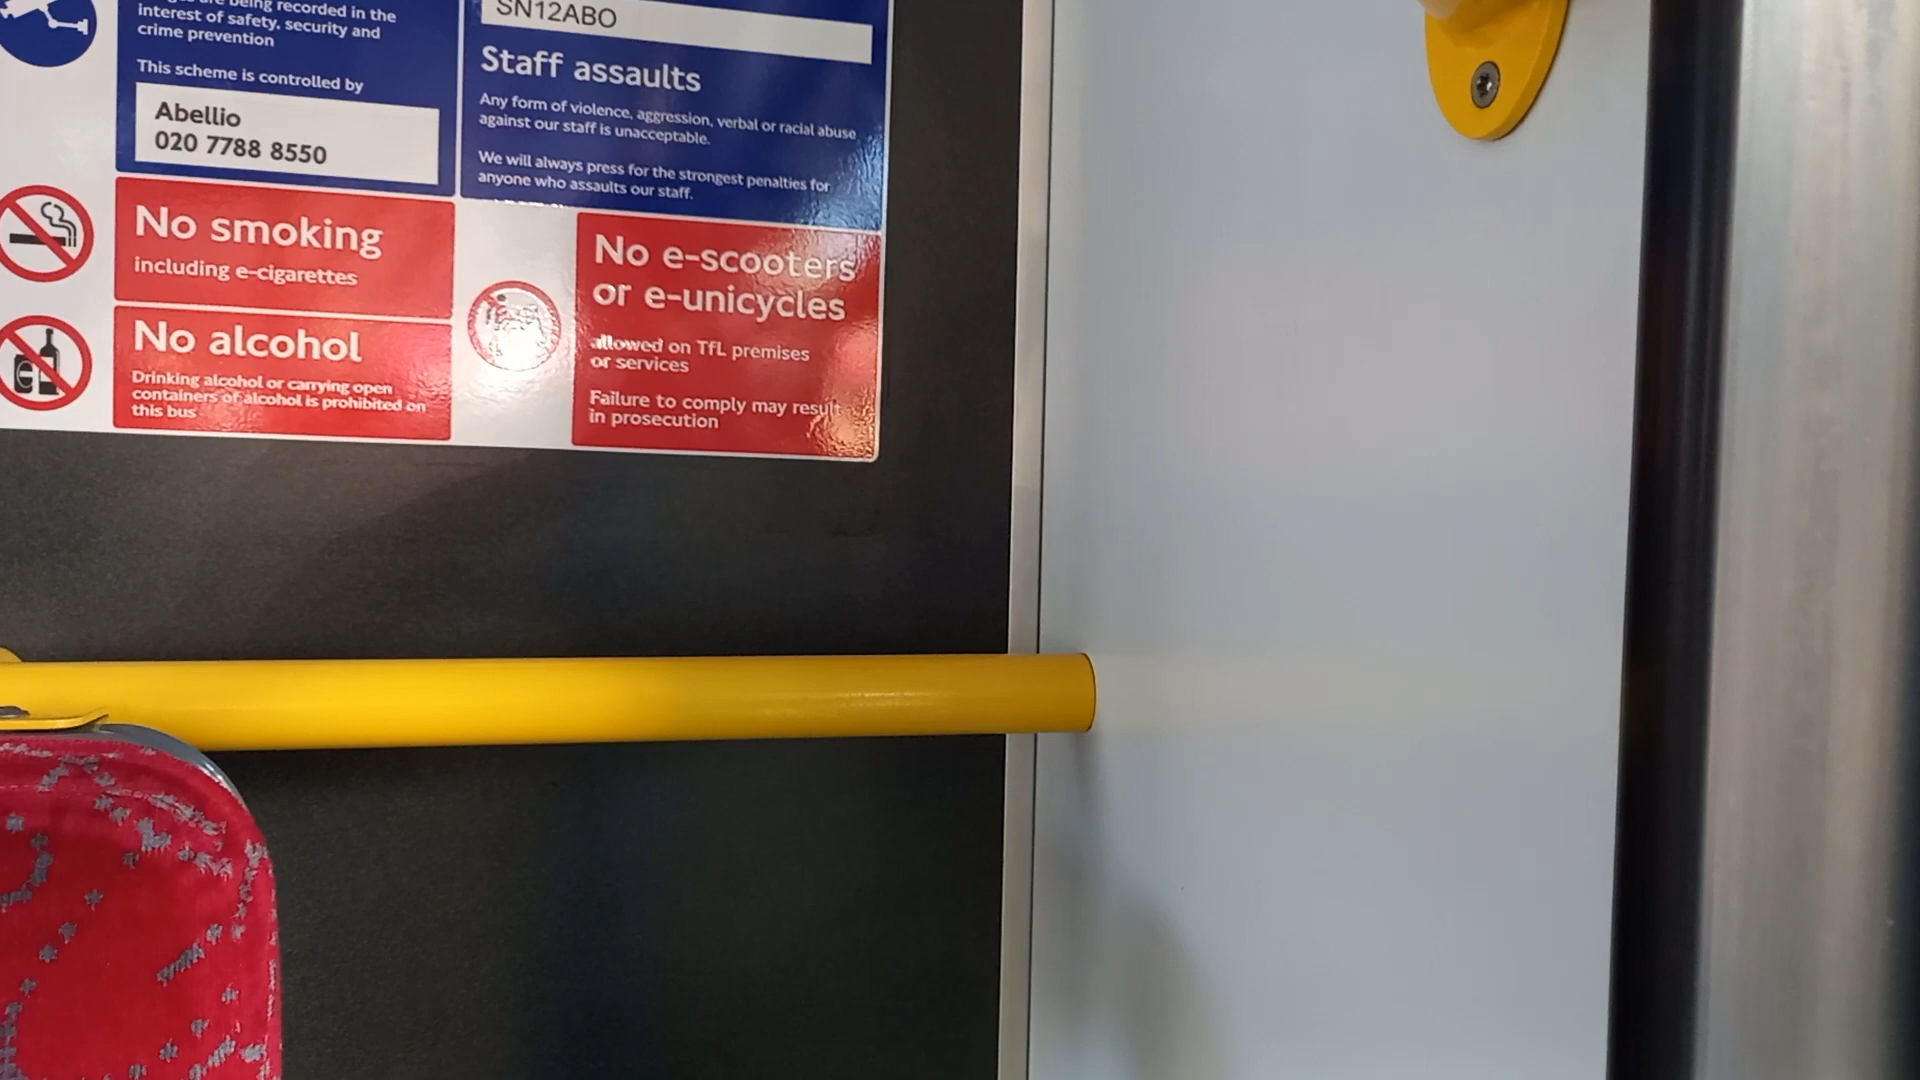 being recorded in the
interest of safety, security and
crime prevention
This scheme is controlled by
Abellio
020 7788 8550
SN12ABO
Staff assaults
Any form of violence, aggression, verbal or racial abuse
against our staff is unacceptable.
We will always press for the strongest penalties for
anyone who assaults our staff.
No smoking
including e-cigarettes
No alcohol
Drinking alcohol or carrying open
containers of alcohol is prohibited on
this bus
No e-scooters
or e-unicycles
allowed on TfL premises
or services
Failure to comply may result
in prosecution